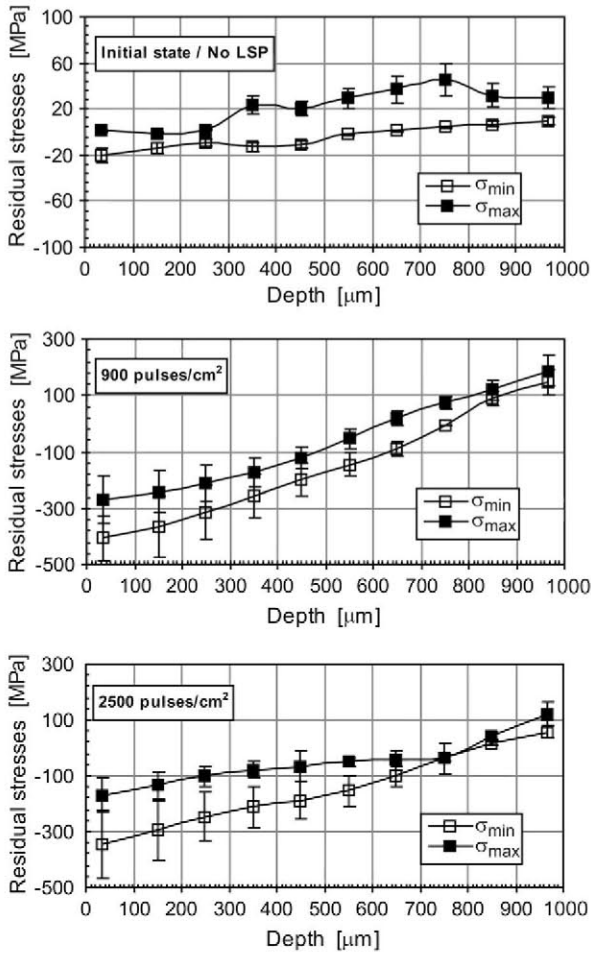 Residual stresses [MPa]
100
60
20
-20
-60
-100
Initial state / No LSP
σmin
σmax
0 100 200 300 400 500 600 700 800 900 1000
Depth [μm]
Residual stresses [MPa]
300
100
-100
-300
-500
900 pulses/cm²
σmin
σmax
0 100 200 300 400 500 600 700 800 900 1000
Depth [μm]
Residual stresses [MPa]
300
100
-100
-300
-500
2500 pulses/cm²
σmin
σmax
0 100 200 300 400 500 600 700 800 900 1000
Depth [μm]